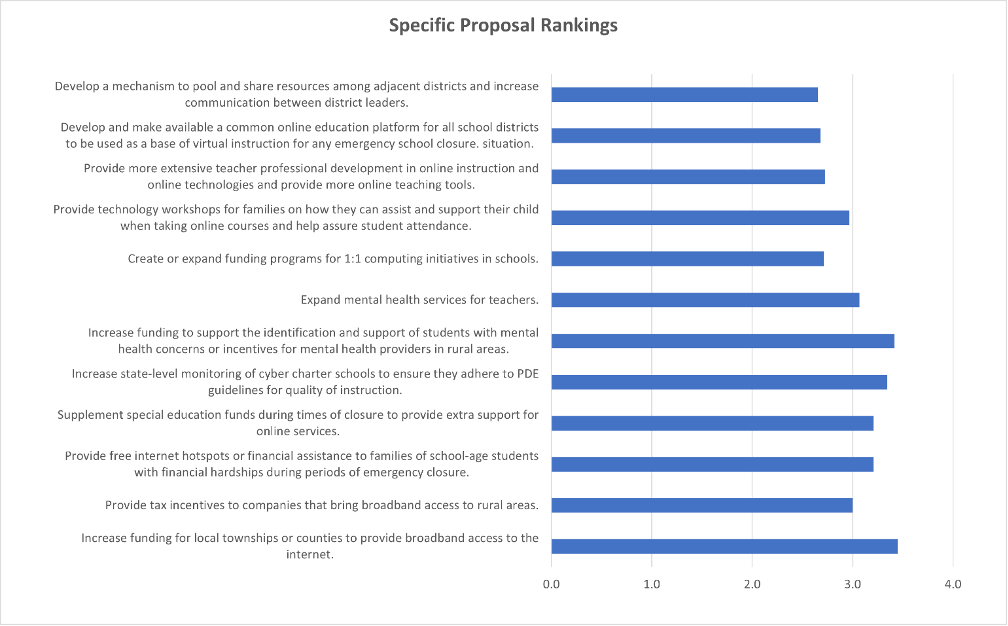 Specific Proposal Rankings
Develop a mechanism to pool and share resources among adjacent districts and increase
communication between district leaders.
Develop and make available a common online education platform for all school districts
to be used as a base of virtual instruction for any emergency school closure. situation.
Provide more extensive teacher professional development in online instruction and
online technologies and provide more online teaching tools.
Provide technology workshops for families on how they can assist and support their child
when taking online courses and help assure student attendance.
Create or expand funding programs for 1:1 computing initiatives in schools.
Expand mental health services for teachers.
Increase funding to support the identification and support of students with mental
health concerns or incentives for mental health providers in rural areas.
Increase state-level monitoring of cyber charter schools to ensure they adhere to PDE
guidelines for quality of instruction.
Supplement special education funds during times of closure to provide extra support for
online services.
Provide free internet hotspots or financial assistance to families of school-age students
with financial hardships during periods of emergency closure.
Provide tax incentives to companies that bring broadband access to rural areas.
Increase funding for local townships or counties to provide broadband access to the
internet.
0.0 1.0 2.0 3.0 4.0